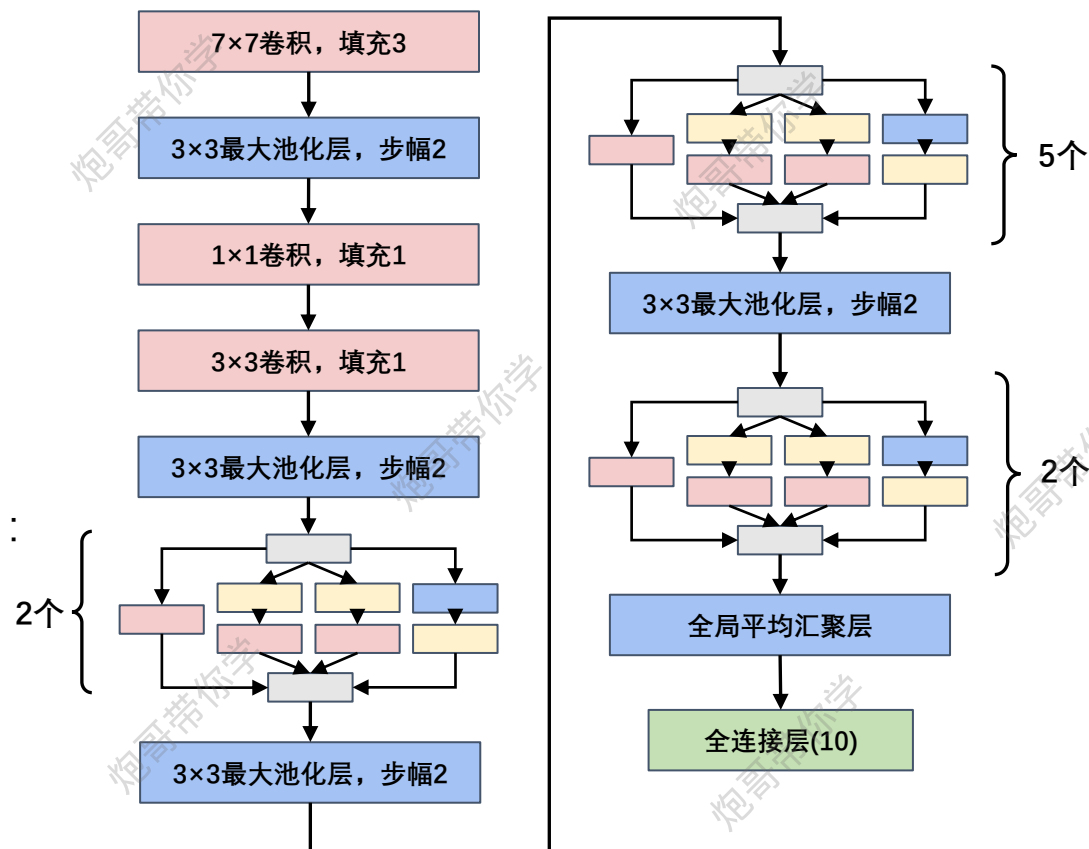 7×7卷积，填充3
3×3最大池化层，步幅2
1×1卷积，填充1
3×3卷积，填充1
3×3最大池化层，步幅2
:
2个
3×3最大池化层，步幅2
5个
3×3最大池化层，步幅2
2个
全局平均汇聚层
全连接层(10)
炮哥带你学
炮哥带你学
炮哥带你学
炮哥带你学
炮哥带你学
炮哥带你学